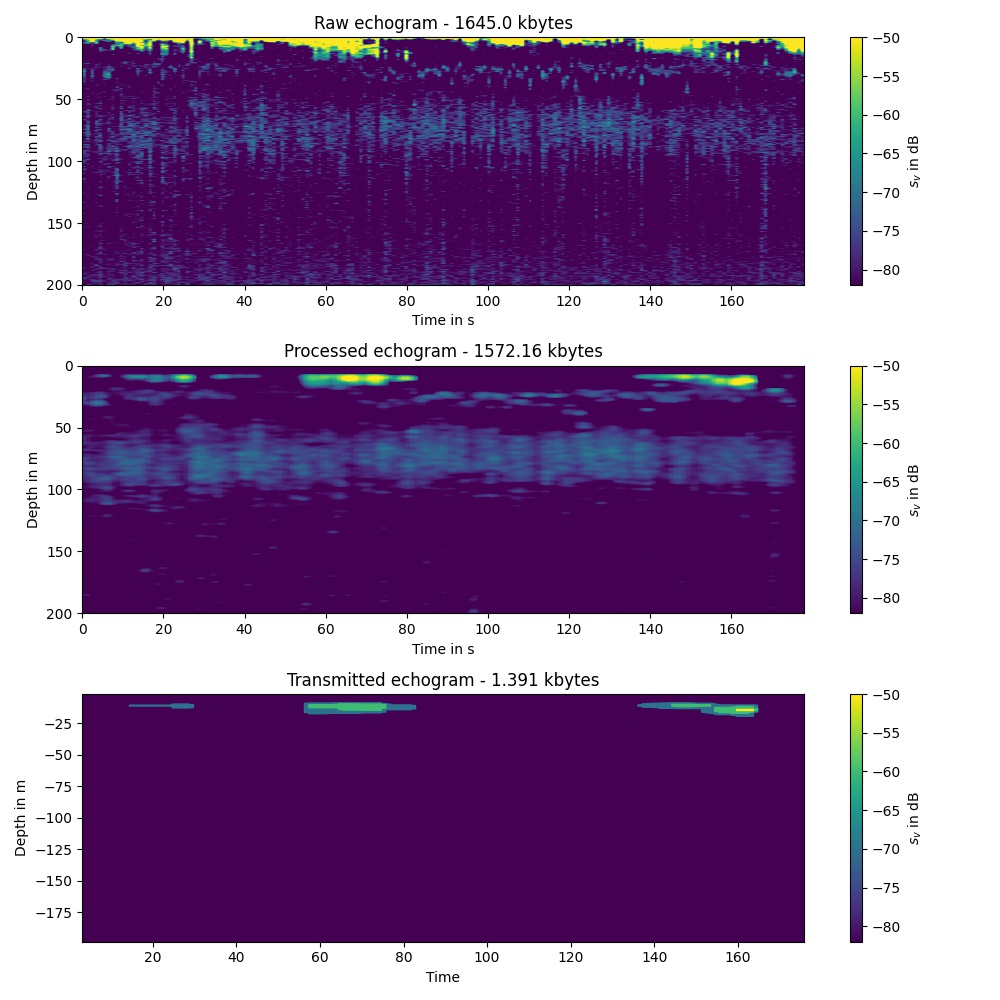 Raw echogram - 1645.0 kbytes
0
50
100
150
200
Depth in m
0 20 40 60 80 100 120 140 160
Time in s
−50
−55
−60
−65
−70
−75
−80
sᵥ in dB
Processed echogram - 1572.16 kbytes
0
50
100
150
200
Depth in m
0 20 40 60 80 100 120 140 160
Time in s
−50
−55
−60
−65
−70
−75
−80
sᵥ in dB
Transmitted echogram - 1.391 kbytes
−25
−50
−75
−100
−125
−150
−175
Depth in m
20 40 60 80 100 120 140 160
Time
−50
−55
−60
−65
−70
−75
−80
sᵥ in dB